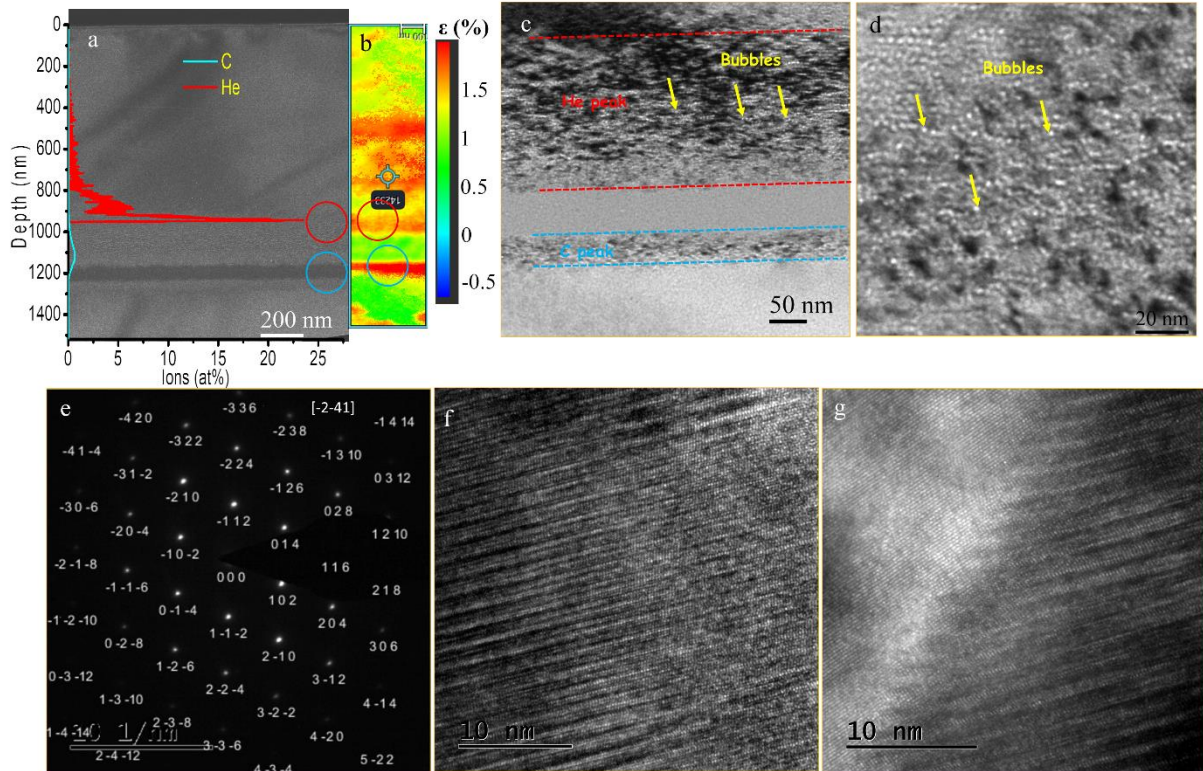 a
C
He
0
200
400
600
800
1000
1200
1400
Depth (nm)
0 5 10 15 20 25
Ions (at%)
200 nm
b
14293
ε (%)
1
0
-0.5
c
Bubbles
He peak
C peak
50 nm
d
Bubbles
20 nm
e
[-2-41]
-3 3 6
-4 2 0
-2 3 8
-1 4 14
-3 2 2
-4 1 -4
-2 2 4
-1 3 10
-3 1 -2
-1 2 6
0 3 12
-2 1 0
-3 0 -6
-1 1 2
0 2 8
-2 0 -4
0 1 4
1 2 10
-1 0 -2
-2 -1 -8
1 1 6
0 0 0
-1 -1 -6
1 0 2
2 1 8
0 -1 -4
2 0 4
-1 -2 -10
1 -1 -2
0 -2 -8
2 -1 0
3 0 6
1 -2 -6
3 -1 2
0 -3 -12
2 -2 -4
1 -3 -10
3 -2 -2
4 -1 4
2 -3 -8
1 -4 -14
10 1/nm
4 -2 0
3 -3 -6
2 -4 -12
5 -2 2
4 -3 -4
f
10 nm
g
10 nm